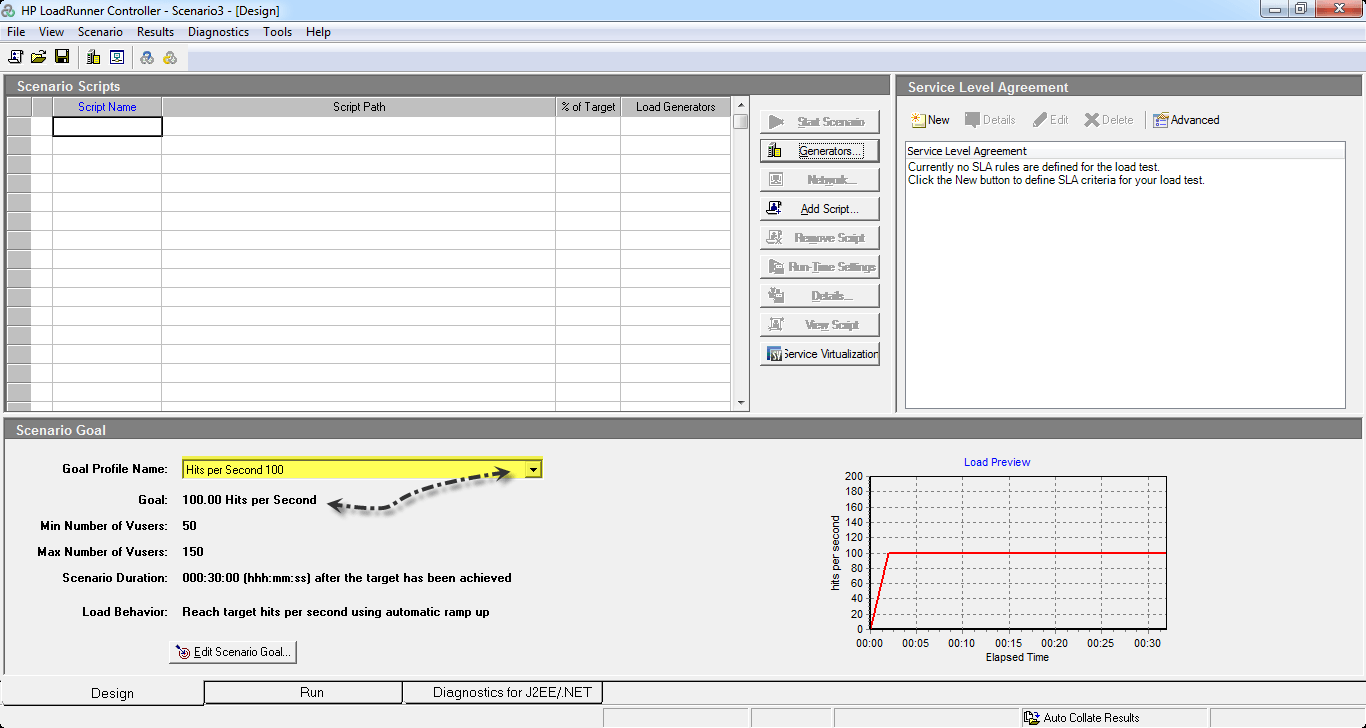 HP LoadRunner Controller - Scenario3 - [Design]
File View Scenario Results Diagnostics Tools Help
Scenario Scripts
Script Name Script Path % of Target Load Generators
Start Scenario
Generators...
Network...
Add Script...
Remove Script
Run-Time Settings
Details...
View Script
SV Service Virtualization
Service Level Agreement
New Details Edit Delete Advanced
Service Level Agreement
Currently no SLA rules are defined for the load test.
Click the New button to define SLA criteria for your load test.
Scenario Goal
Goal Profile Name: Hits per Second 100
Goal: 100.00 Hits per Second
Min Number of Vusers: 50
Max Number of Vusers: 150
Scenario Duration: 000:30:00 (hhh:mm:ss) after the target has been achieved
Load Behavior: Reach target hits per second using automatic ramp up
Edit Scenario Goal...
Load Preview
hits per second
200
180
160
140
120
100
80
60
40
20
0
00:00 00:05 00:10 00:15 00:20 00:25 00:30
Elapsed Time
Design Run Diagnostics for J2EE/.NET
Auto Collate Results